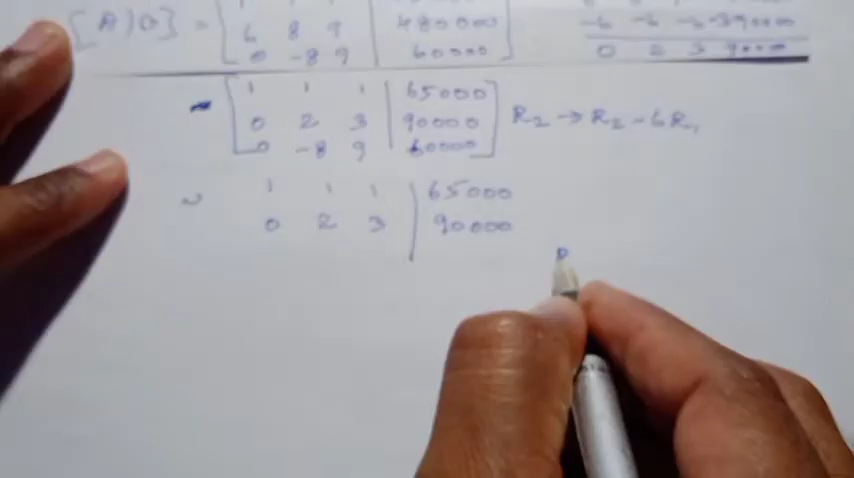 [A|B] = [ 6 8 9 | 480000 ] -6 -6 -6 -390000
0 -8 9 | 60000 ] 0 2 3 90000
~ [ 1 1 1 | 65000 ]
0 2 3 | 90000 R2 → R2 - 6R1
0 -8 9 | 60000
~ 1 1 1 | 65000
0 2 3 | 90000